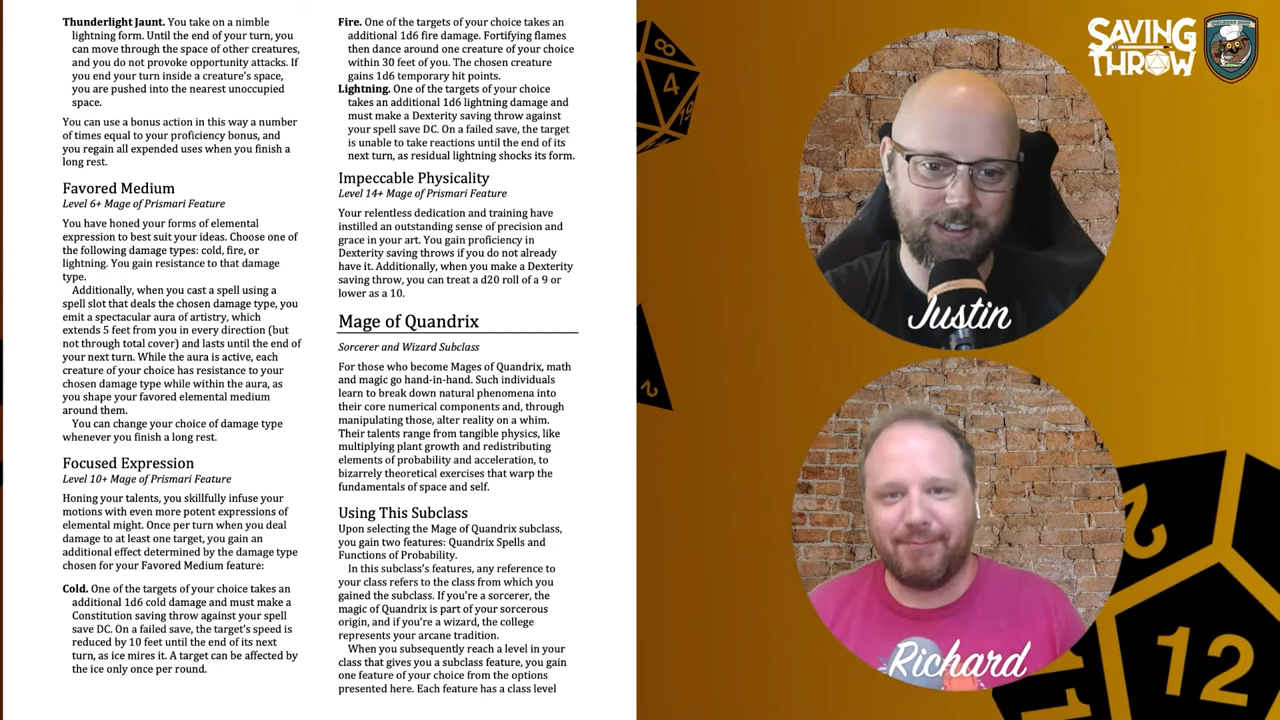 Thunderlight Jaunt. You take on a nimble
lightning form. Until the end of your turn, you
can move through the space of other creatures,
and you do not provoke opportunity attacks. If
you end your turn inside a creature's space,
you are pushed into the nearest unoccupied
space.
You can use a bonus action in this way a number
of times equal to your proficiency bonus, and
you regain all expended uses when you finish a
long rest.
Favored Medium
Level 6+ Mage of Prismari Feature
You have honed your forms of elemental
expression to best suit your ideas. Choose one of
the following damage types: cold, fire, or
lightning. You gain resistance to that damage
type.
Additionally, when you cast a spell using a
spell slot that deals the chosen damage type, you
emit a spectacular aura of artistry, which
extends 5 feet from you in every direction (but
not through total cover) and lasts until the end of
your next turn. While the aura is active, each
creature of your choice has resistance to your
chosen damage type while within the aura, as
you shape your favored elemental medium
around them.
You can change your choice of damage type
whenever you finish a long rest.
Focused Expression
Level 10+ Mage of Prismari Feature
Honing your talents, you skillfully infuse your
motions with even more potent expressions of
elemental might. Once per turn when you deal
damage to at least one target, you gain an
additional effect determined by the damage type
chosen for your Favored Medium feature:
Cold. One of the targets of your choice takes an
additional 1d6 cold damage and must make a
Constitution saving throw against your spell
save DC. On a failed save, the target's speed is
reduced by 10 feet until the end of its next
turn, as ice mires it. A target can be affected by
the ice only once per round.
Fire. One of the targets of your choice takes an
additional 1d6 fire damage. Fortifying flames
then dance around one creature of your choice
within 30 feet of you. The chosen creature
gains 1d6 temporary hit points.
Lightning. One of the targets of your choice
takes an additional 1d6 lightning damage and
must make a Dexterity saving throw against
your spell save DC. On a failed save, the target
is unable to take reactions until the end of its
next turn, as residual lightning shocks its form.
Impeccable Physicality
Level 14+ Mage of Prismari Feature
Your relentless dedication and training have
instilled an outstanding sense of precision and
grace in your art. You gain proficiency in
Dexterity saving throws if you do not already
have it. Additionally, when you make a Dexterity
saving throw, you can treat a d20 roll of a 9 or
lower as a 10.
Mage of Quandrix
Sorcerer and Wizard Subclass
For those who become Mages of Quandrix, math
and magic go hand-in-hand. Such individuals
learn to break down natural phenomena into
their core numerical components and, through
manipulating those, alter reality on a whim.
Their talents range from tangible physics, like
multiplying plant growth and redistributing
elements of probability and acceleration, to
bizarrely theoretical exercises that warp the
fundamentals of space and self.
Using This Subclass
Upon selecting the Mage of Quandrix subclass,
you gain two features: Quandrix Spells and
Functions of Probability.
In this subclass's features, any reference to
your class refers to the class from which you
gained the subclass. If you're a sorcerer, the
magic of Quandrix is part of your sorcerous
origin, and if you're a wizard, the college
represents your arcane tradition.
When you subsequently reach a level in your
class that gives you a subclass feature, you gain
one feature of your choice from the options
presented here. Each feature has a class level
8
4
19
2
SAVING
THROW
Justin
Richard
2
12